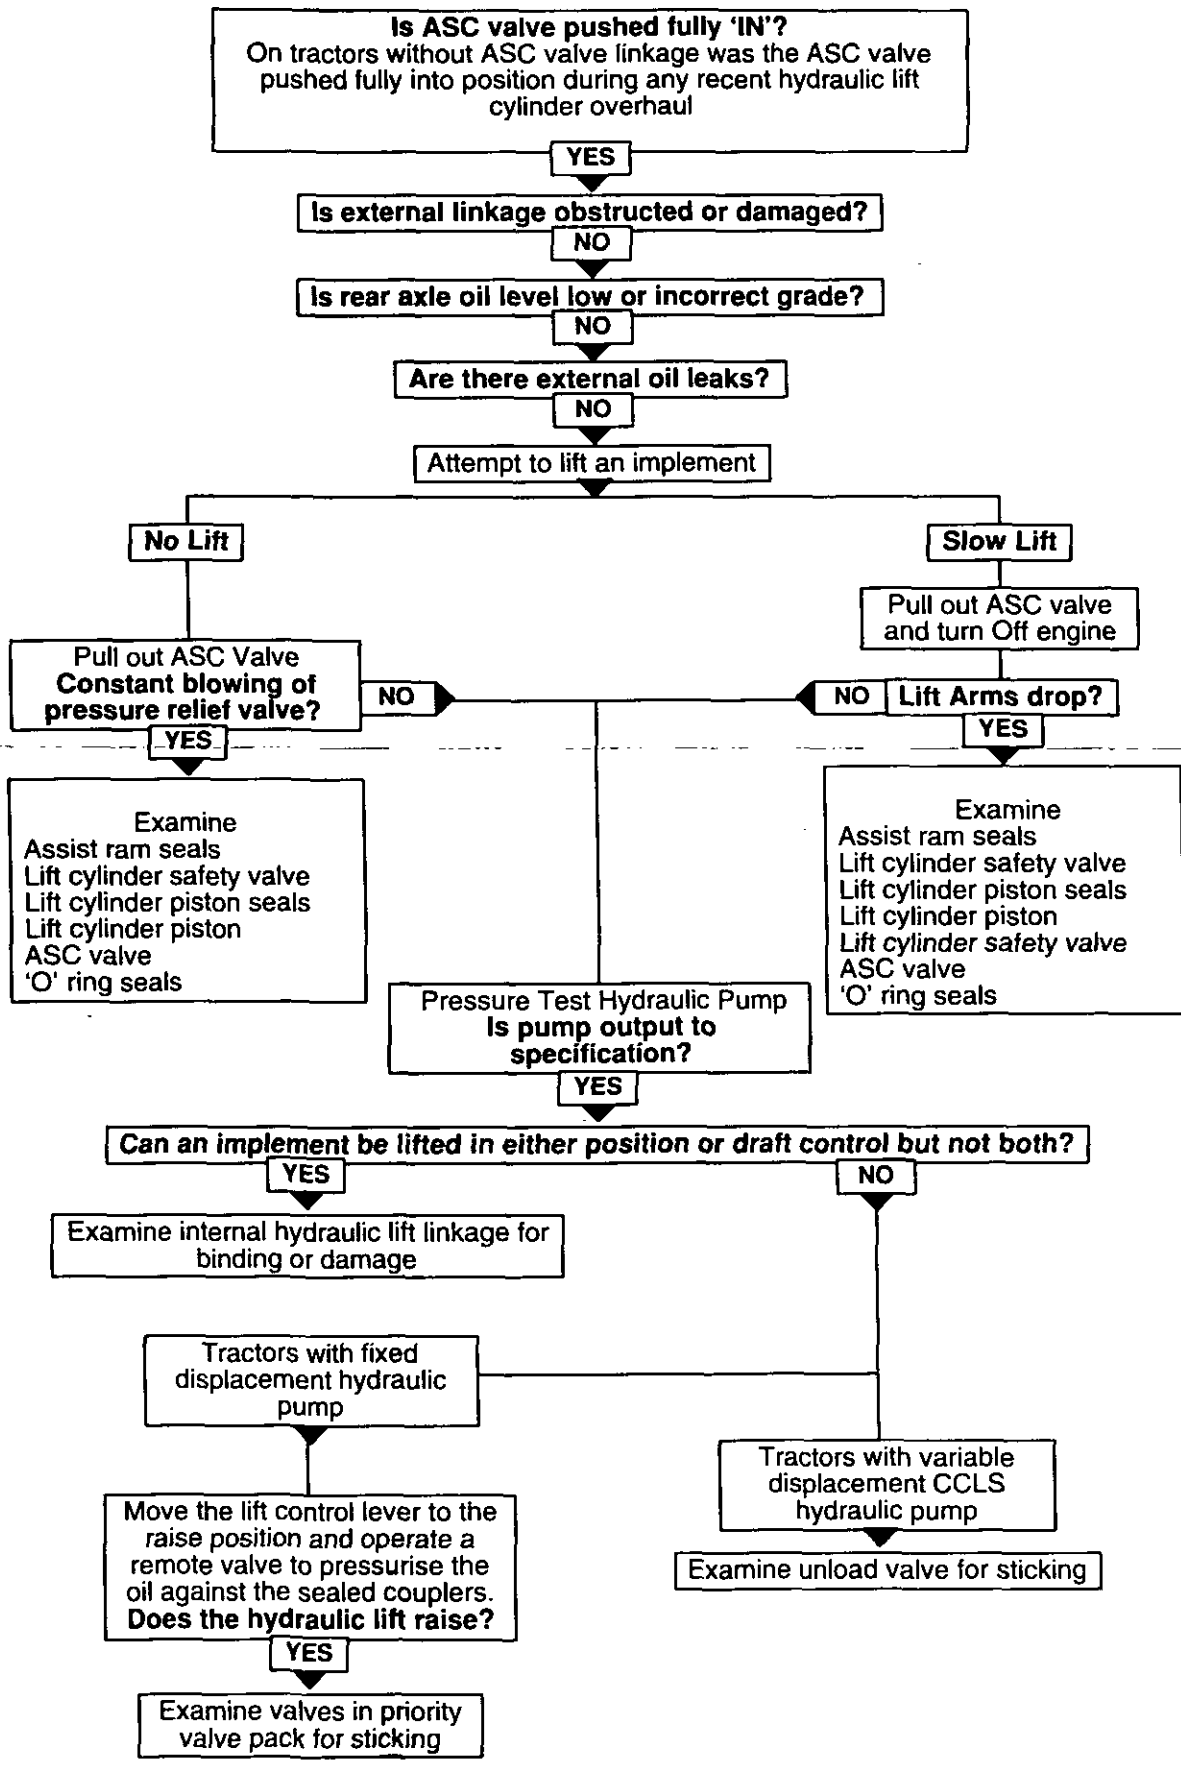 Is ASC valve pushed fully ‘IN’?
On tractors without ASC valve linkage was the ASC valve
pushed fully into position during any recent hydraulic lift
cylinder overhaul
YES
Is external linkage obstructed or damaged?
NO
Is rear axle oil level low or incorrect grade?
NO
Are there external oil leaks?
NO
Attempt to lift an implement
No Lift
Pull out ASC Valve
Constant blowing of
pressure relief valve?
NO
YES
Examine
Assist ram seals
Lift cylinder safety valve
Lift cylinder piston seals
Lift cylinder piston
ASC valve
‘O’ ring seals
Slow Lift
Pull out ASC valve
and turn Off engine
NO
Lift Arms drop?
YES
Examine
Assist ram seals
Lift cylinder safety valve
Lift cylinder piston seals
Lift cylinder piston
Lift cylinder safety valve
ASC valve
‘O’ ring seals
Pressure Test Hydraulic Pump
Is pump output to
specification?
YES
Can an implement be lifted in either position or draft control but not both?
YES
Examine internal hydraulic lift linkage for
binding or damage
NO
Tractors with fixed
displacement hydraulic
pump
Move the lift control lever to the
raise position and operate a
remote valve to pressurise the
oil against the sealed couplers.
Does the hydraulic lift raise?
YES
Examine valves in priority
valve pack for sticking
Tractors with variable
displacement CCLS
hydraulic pump
Examine unload valve for sticking